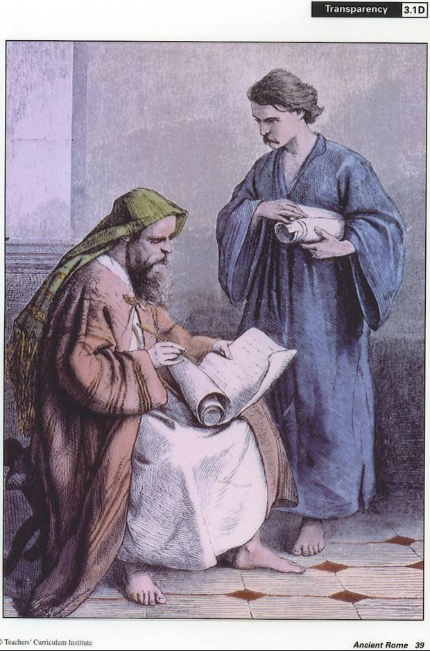 Transparency 3.1D
© Teachers' Curriculum Institute
Ancient Rome 39